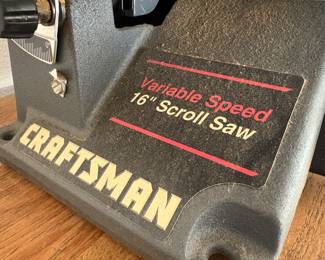 Variable Speed
16" Scroll Saw
CRAFTSMAN